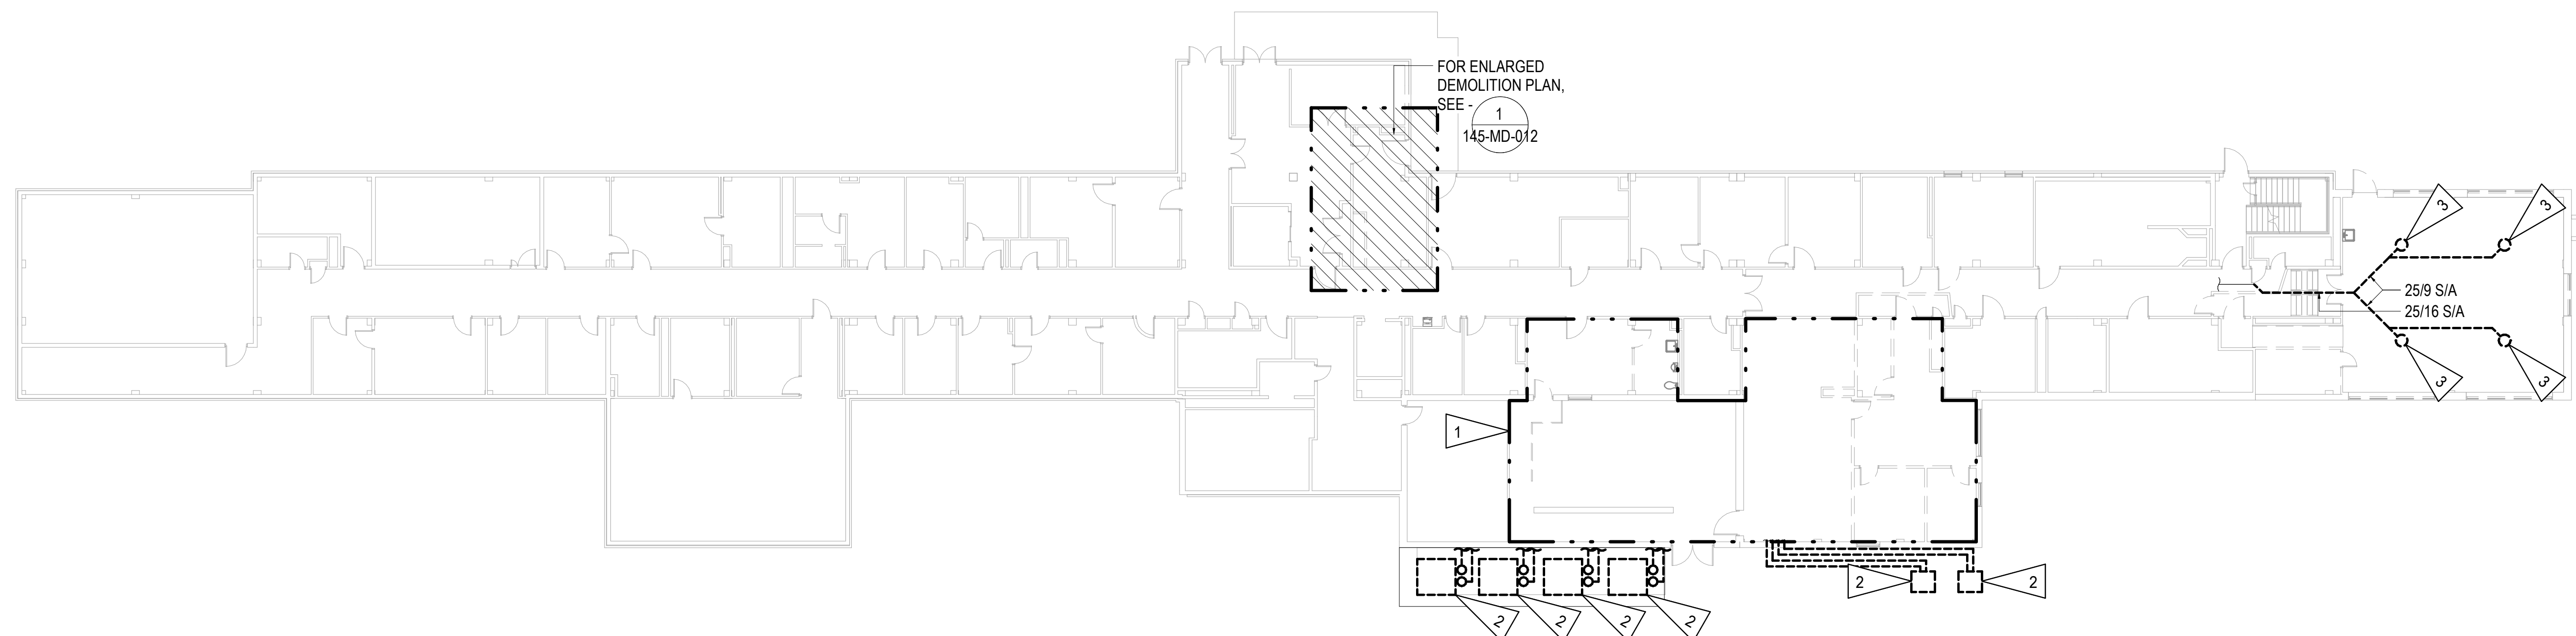 FOR ENLARGED
DEMOLITION PLAN,
SEE -
1
145-MD-012
3
3
25/9 S/A
25/16 S/A
3
3
1
2
2
2
2
2
2